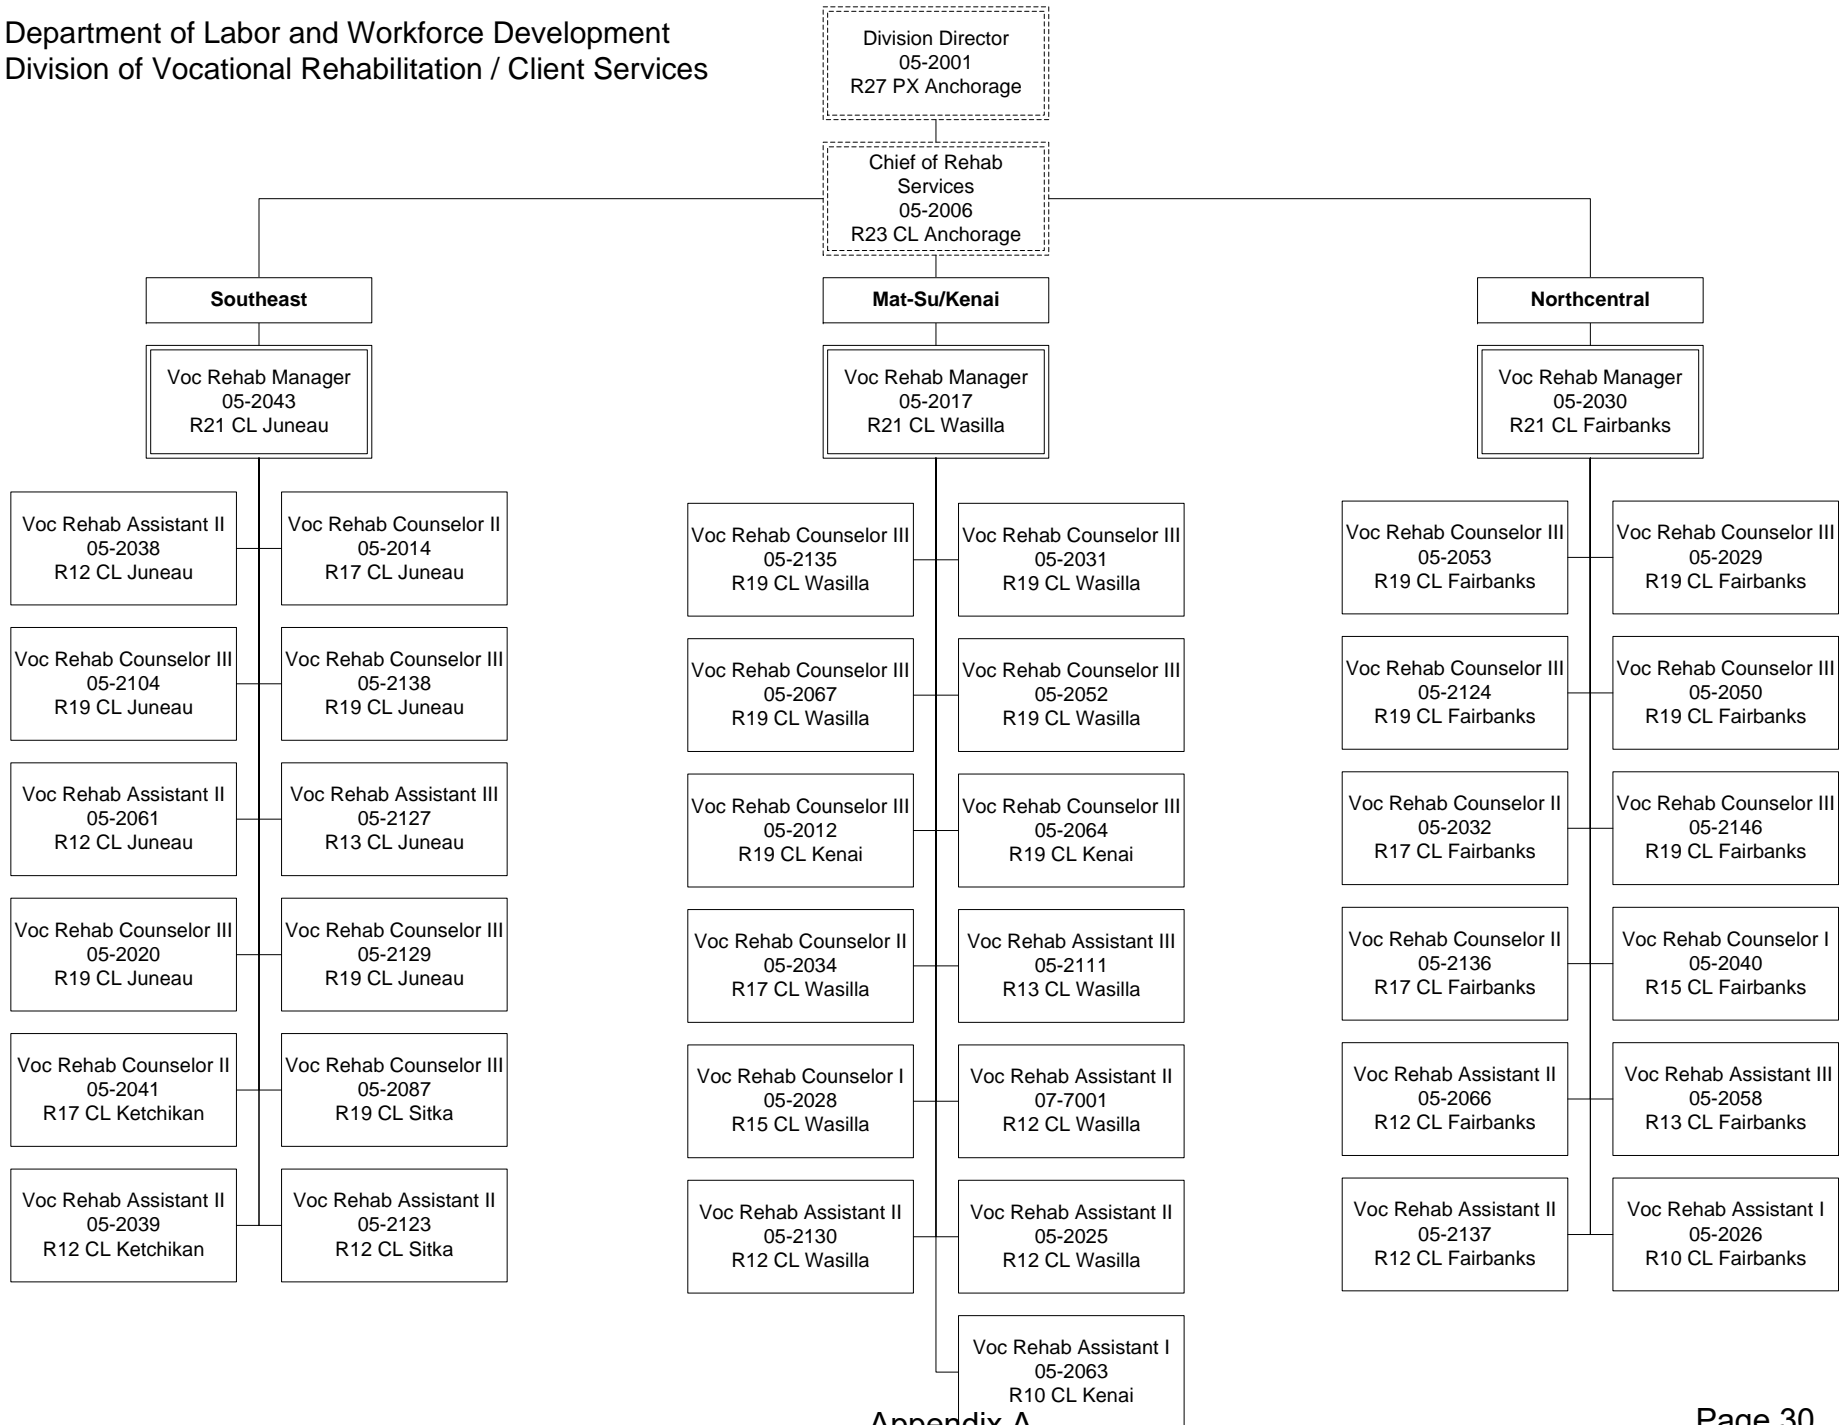 Department of Labor and Workforce Development
Division of Vocational Rehabilitation / Client Services
Division Director
05-2001
R27 PX Anchorage
Chief of Rehab
Services
05-2006
R23 CL Anchorage
Southeast
Voc Rehab Manager
05-2043
R21 CL Juneau
Voc Rehab Assistant II
05-2038
R12 CL Juneau
Voc Rehab Counselor II
05-2014
R17 CL Juneau
Voc Rehab Counselor III
05-2104
R19 CL Juneau
Voc Rehab Counselor III
05-2138
R19 CL Juneau
Voc Rehab Assistant II
05-2061
R12 CL Juneau
Voc Rehab Assistant III
05-2127
R13 CL Juneau
Voc Rehab Counselor III
05-2020
R19 CL Juneau
Voc Rehab Counselor III
05-2129
R19 CL Juneau
Voc Rehab Counselor II
05-2041
R17 CL Ketchikan
Voc Rehab Counselor III
05-2087
R19 CL Sitka
Voc Rehab Assistant II
05-2039
R12 CL Ketchikan
Voc Rehab Assistant II
05-2123
R12 CL Sitka
Mat-Su/Kenai
Voc Rehab Manager
05-2017
R21 CL Wasilla
Voc Rehab Counselor III
05-2135
R19 CL Wasilla
Voc Rehab Counselor III
05-2031
R19 CL Wasilla
Voc Rehab Counselor III
05-2067
R19 CL Wasilla
Voc Rehab Counselor III
05-2052
R19 CL Wasilla
Voc Rehab Counselor III
05-2012
R19 CL Kenai
Voc Rehab Counselor III
05-2064
R19 CL Kenai
Voc Rehab Counselor II
05-2034
R17 CL Wasilla
Voc Rehab Assistant III
05-2111
R13 CL Wasilla
Voc Rehab Counselor I
05-2028
R15 CL Wasilla
Voc Rehab Assistant II
07-7001
R12 CL Wasilla
Voc Rehab Assistant II
05-2130
R12 CL Wasilla
Voc Rehab Assistant II
05-2025
R12 CL Wasilla
Voc Rehab Assistant I
05-2063
R10 CL Kenai
Northcentral
Voc Rehab Manager
05-2030
R21 CL Fairbanks
Voc Rehab Counselor III
05-2053
R19 CL Fairbanks
Voc Rehab Counselor III
05-2029
R19 CL Fairbanks
Voc Rehab Counselor III
05-2124
R19 CL Fairbanks
Voc Rehab Counselor III
05-2050
R19 CL Fairbanks
Voc Rehab Counselor II
05-2032
R17 CL Fairbanks
Voc Rehab Counselor III
05-2146
R19 CL Fairbanks
Voc Rehab Counselor II
05-2136
R17 CL Fairbanks
Voc Rehab Counselor I
05-2040
R15 CL Fairbanks
Voc Rehab Assistant II
05-2066
R12 CL Fairbanks
Voc Rehab Assistant III
05-2058
R13 CL Fairbanks
Voc Rehab Assistant II
05-2137
R12 CL Fairbanks
Voc Rehab Assistant I
05-2026
R10 CL Fairbanks
Appendix A
Page 30